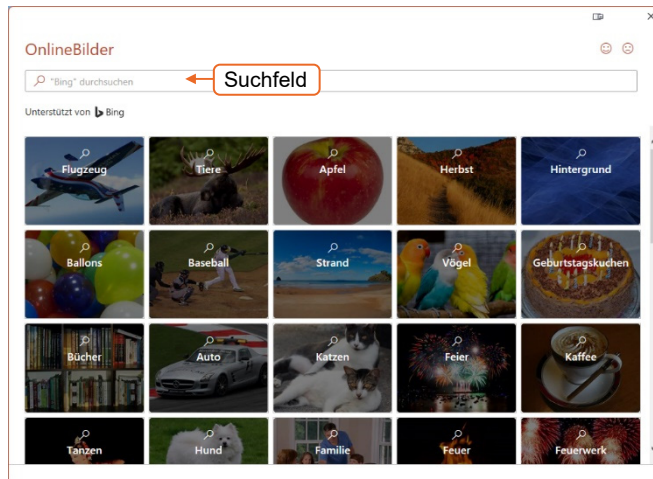 OnlineBilder
"Bing" durchsuchen
Suchfeld
Unterstützt von Bing
Flugzeug
Tiere
Apfel
Herbst
Hintergrund
Ballons
Baseball
Strand
Vögel
Geburtstagskuchen
Bücher
Auto
Katzen
Feier
Kaffee
Tanzen
Hund
Familie
Feuer
Feuerwerk